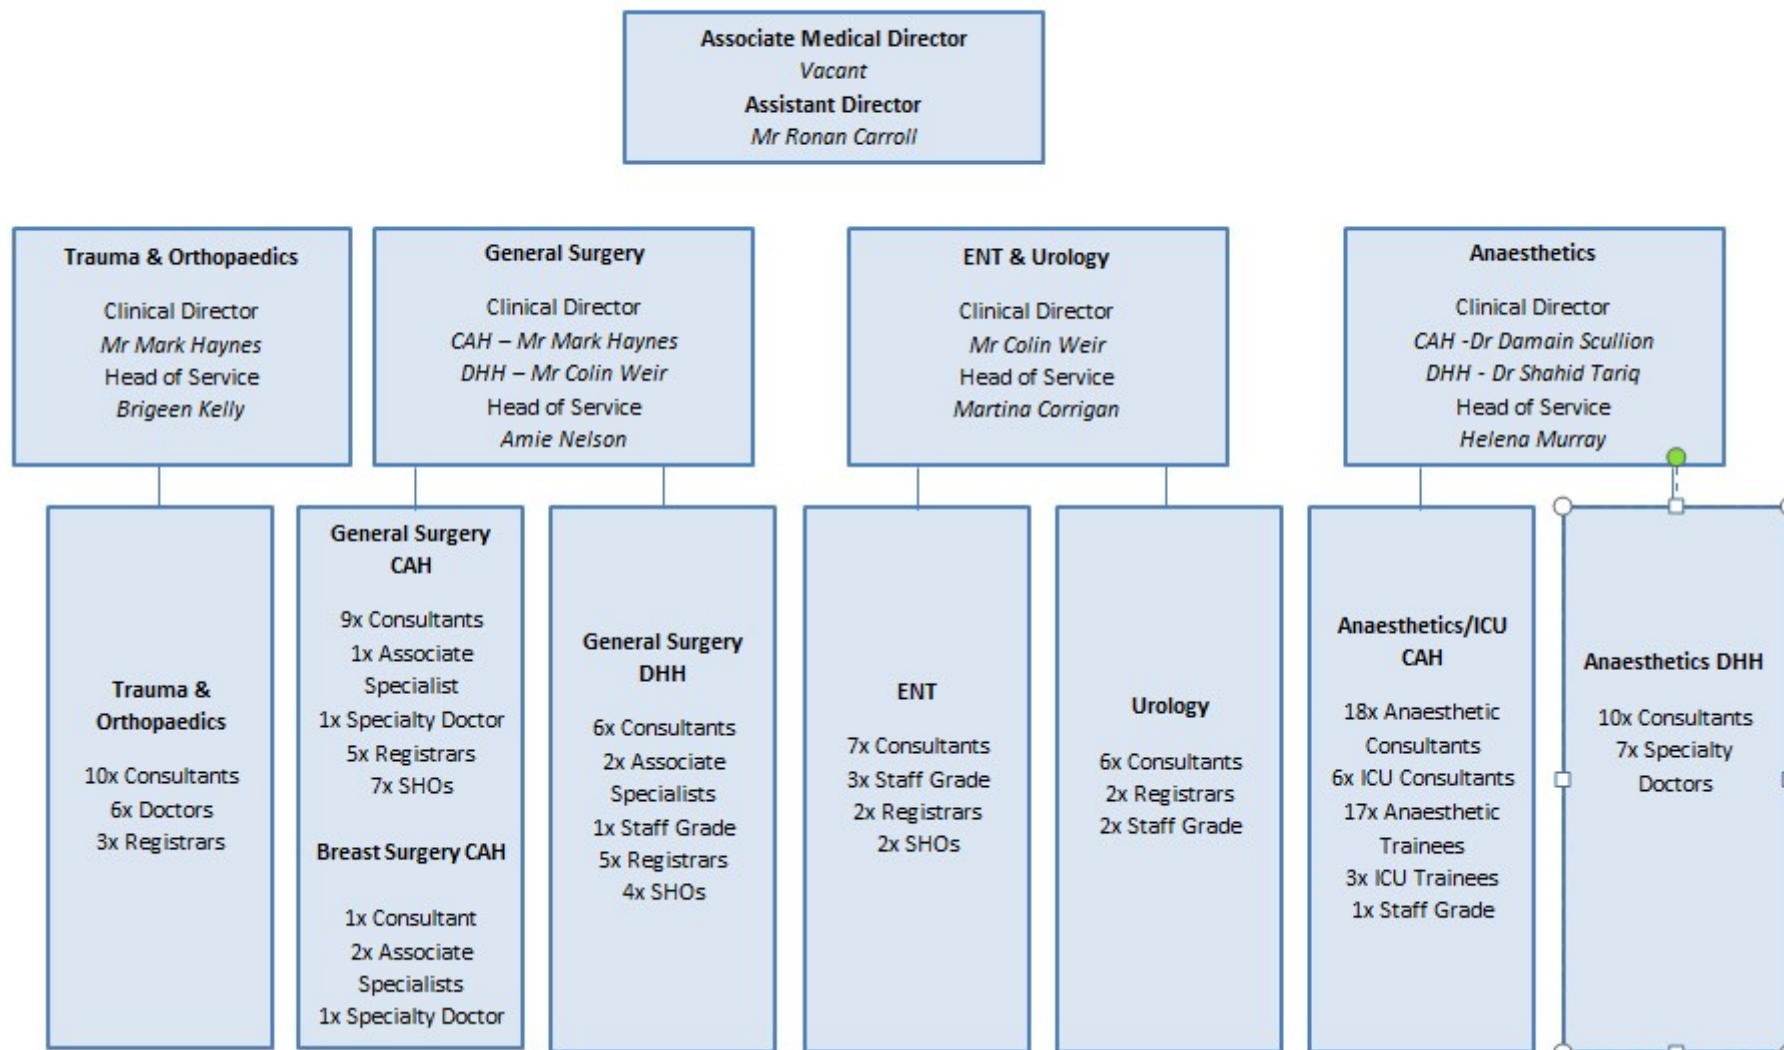 Associate Medical Director
Vacant
Assistant Director
Mr Ronan Carroll
Trauma & Orthopaedics
Clinical Director
Mr Mark Haynes
Head of Service
Brigeen Kelly
General Surgery
Clinical Director
CAH – Mr Mark Haynes
DHH – Mr Colin Weir
Head of Service
Amie Nelson
ENT & Urology
Clinical Director
Mr Colin Weir
Head of Service
Martina Corrigan
Anaesthetics
Clinical Director
CAH -Dr Damain Scullion
DHH - Dr Shahid Tariq
Head of Service
Helena Murray
Trauma &
Orthopaedics
10x Consultants
6x Doctors
3x Registrars
General Surgery
CAH
9x Consultants
1x Associate
Specialist
1x Specialty Doctor
5x Registrars
7x SHOs
Breast Surgery CAH
1x Consultant
2x Associate
Specialists
1x Specialty Doctor
General Surgery
DHH
6x Consultants
2x Associate
Specialists
1x Staff Grade
5x Registrars
4x SHOs
ENT
7x Consultants
3x Staff Grade
2x Registrars
2x SHOs
Urology
6x Consultants
2x Registrars
2x Staff Grade
Anaesthetics/ICU
CAH
18x Anaesthetic
Consultants
6x ICU Consultants
17x Anaesthetic
Trainees
3x ICU Trainees
1x Staff Grade
Anaesthetics DHH
10x Consultants
7x Specialty
Doctors